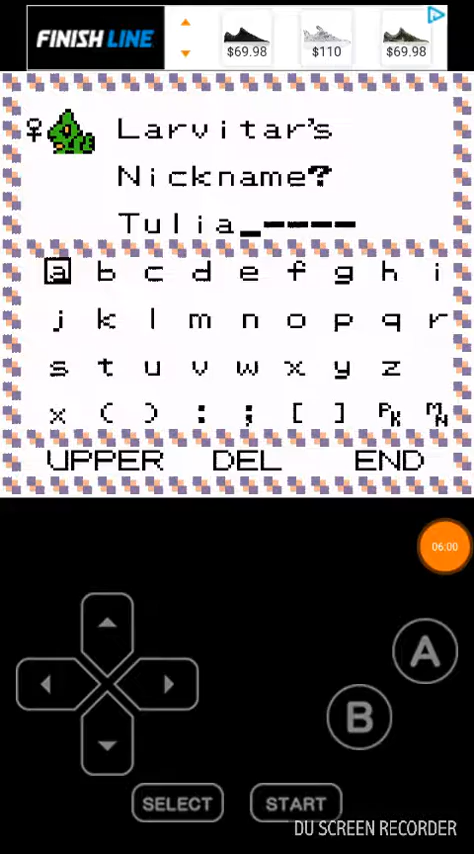 FINISH LINE
$69.98
$110
$69.98
♀ Larvitar's
Nickname?
Tulia_----
a b c d e f g h i
j k l m n o p q r
s t u v w x y z
x ( ) : ; [ ] PK MN
UPPER DEL END
06:00
A
B
SELECT
START
DU SCREEN RECORDER